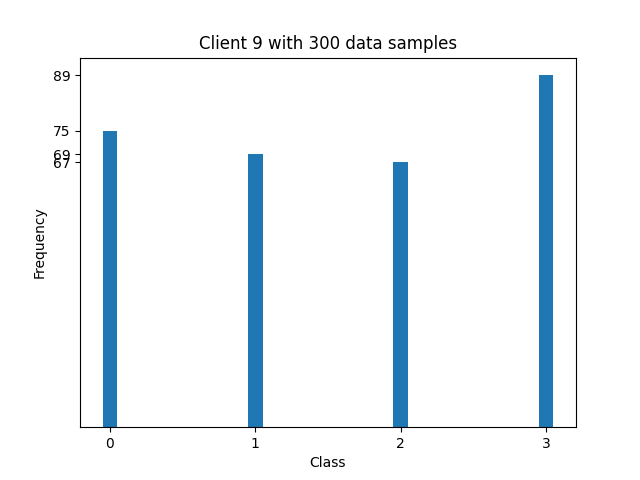 Client 9 with 300 data samples
89
75
69
67
Frequency
0 1 2 3
Class